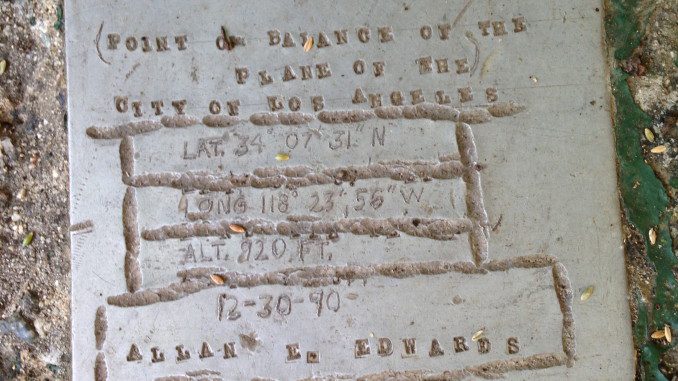 (POINT OF BALANCE OF THE
PLANE OF THE)
CITY OF LOS ANGELES
LAT. 34° 07' 31" N
LONG 118° 23' 56" W
ALT. 920 FT.
12-30-90
ALLAN E. EDWARDS